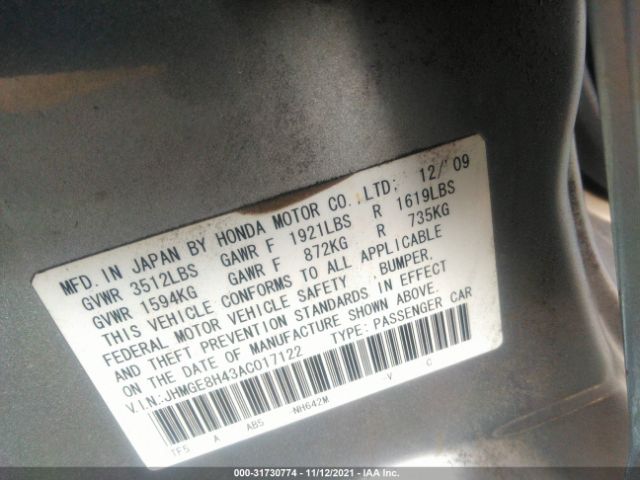 MFD. IN JAPAN BY HONDA MOTOR CO. LTD; 12/'09
GVWR 3512LBS GAWR F 1921LBS R 1619LBS
GVWR 1594KG GAWR F 872KG R 735KG
THIS VEHICLE CONFORMS TO ALL APPLICABLE
FEDERAL MOTOR VEHICLE SAFETY BUMPER,
AND THEFT PREVENTION STANDARDS IN EFFECT
ON THE DATE OF MANUFACTURE SHOWN ABOVE.
V.I.N.:JHMGE8H43AC017122 TYPE: PASSENGER CAR
TF5 A AB5 -NH642M -V C
000-31730774 - 11/12/2021 - IAA Inc.